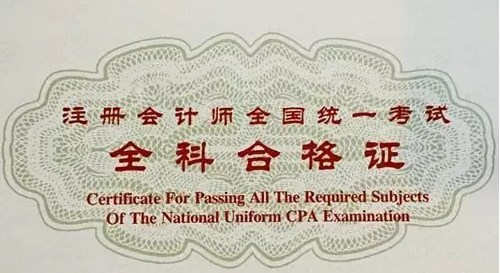 注册会计师全国统一考试
全科合格证
Certificate For Passing All The Required Subjects
Of The National Uniform CPA Examination